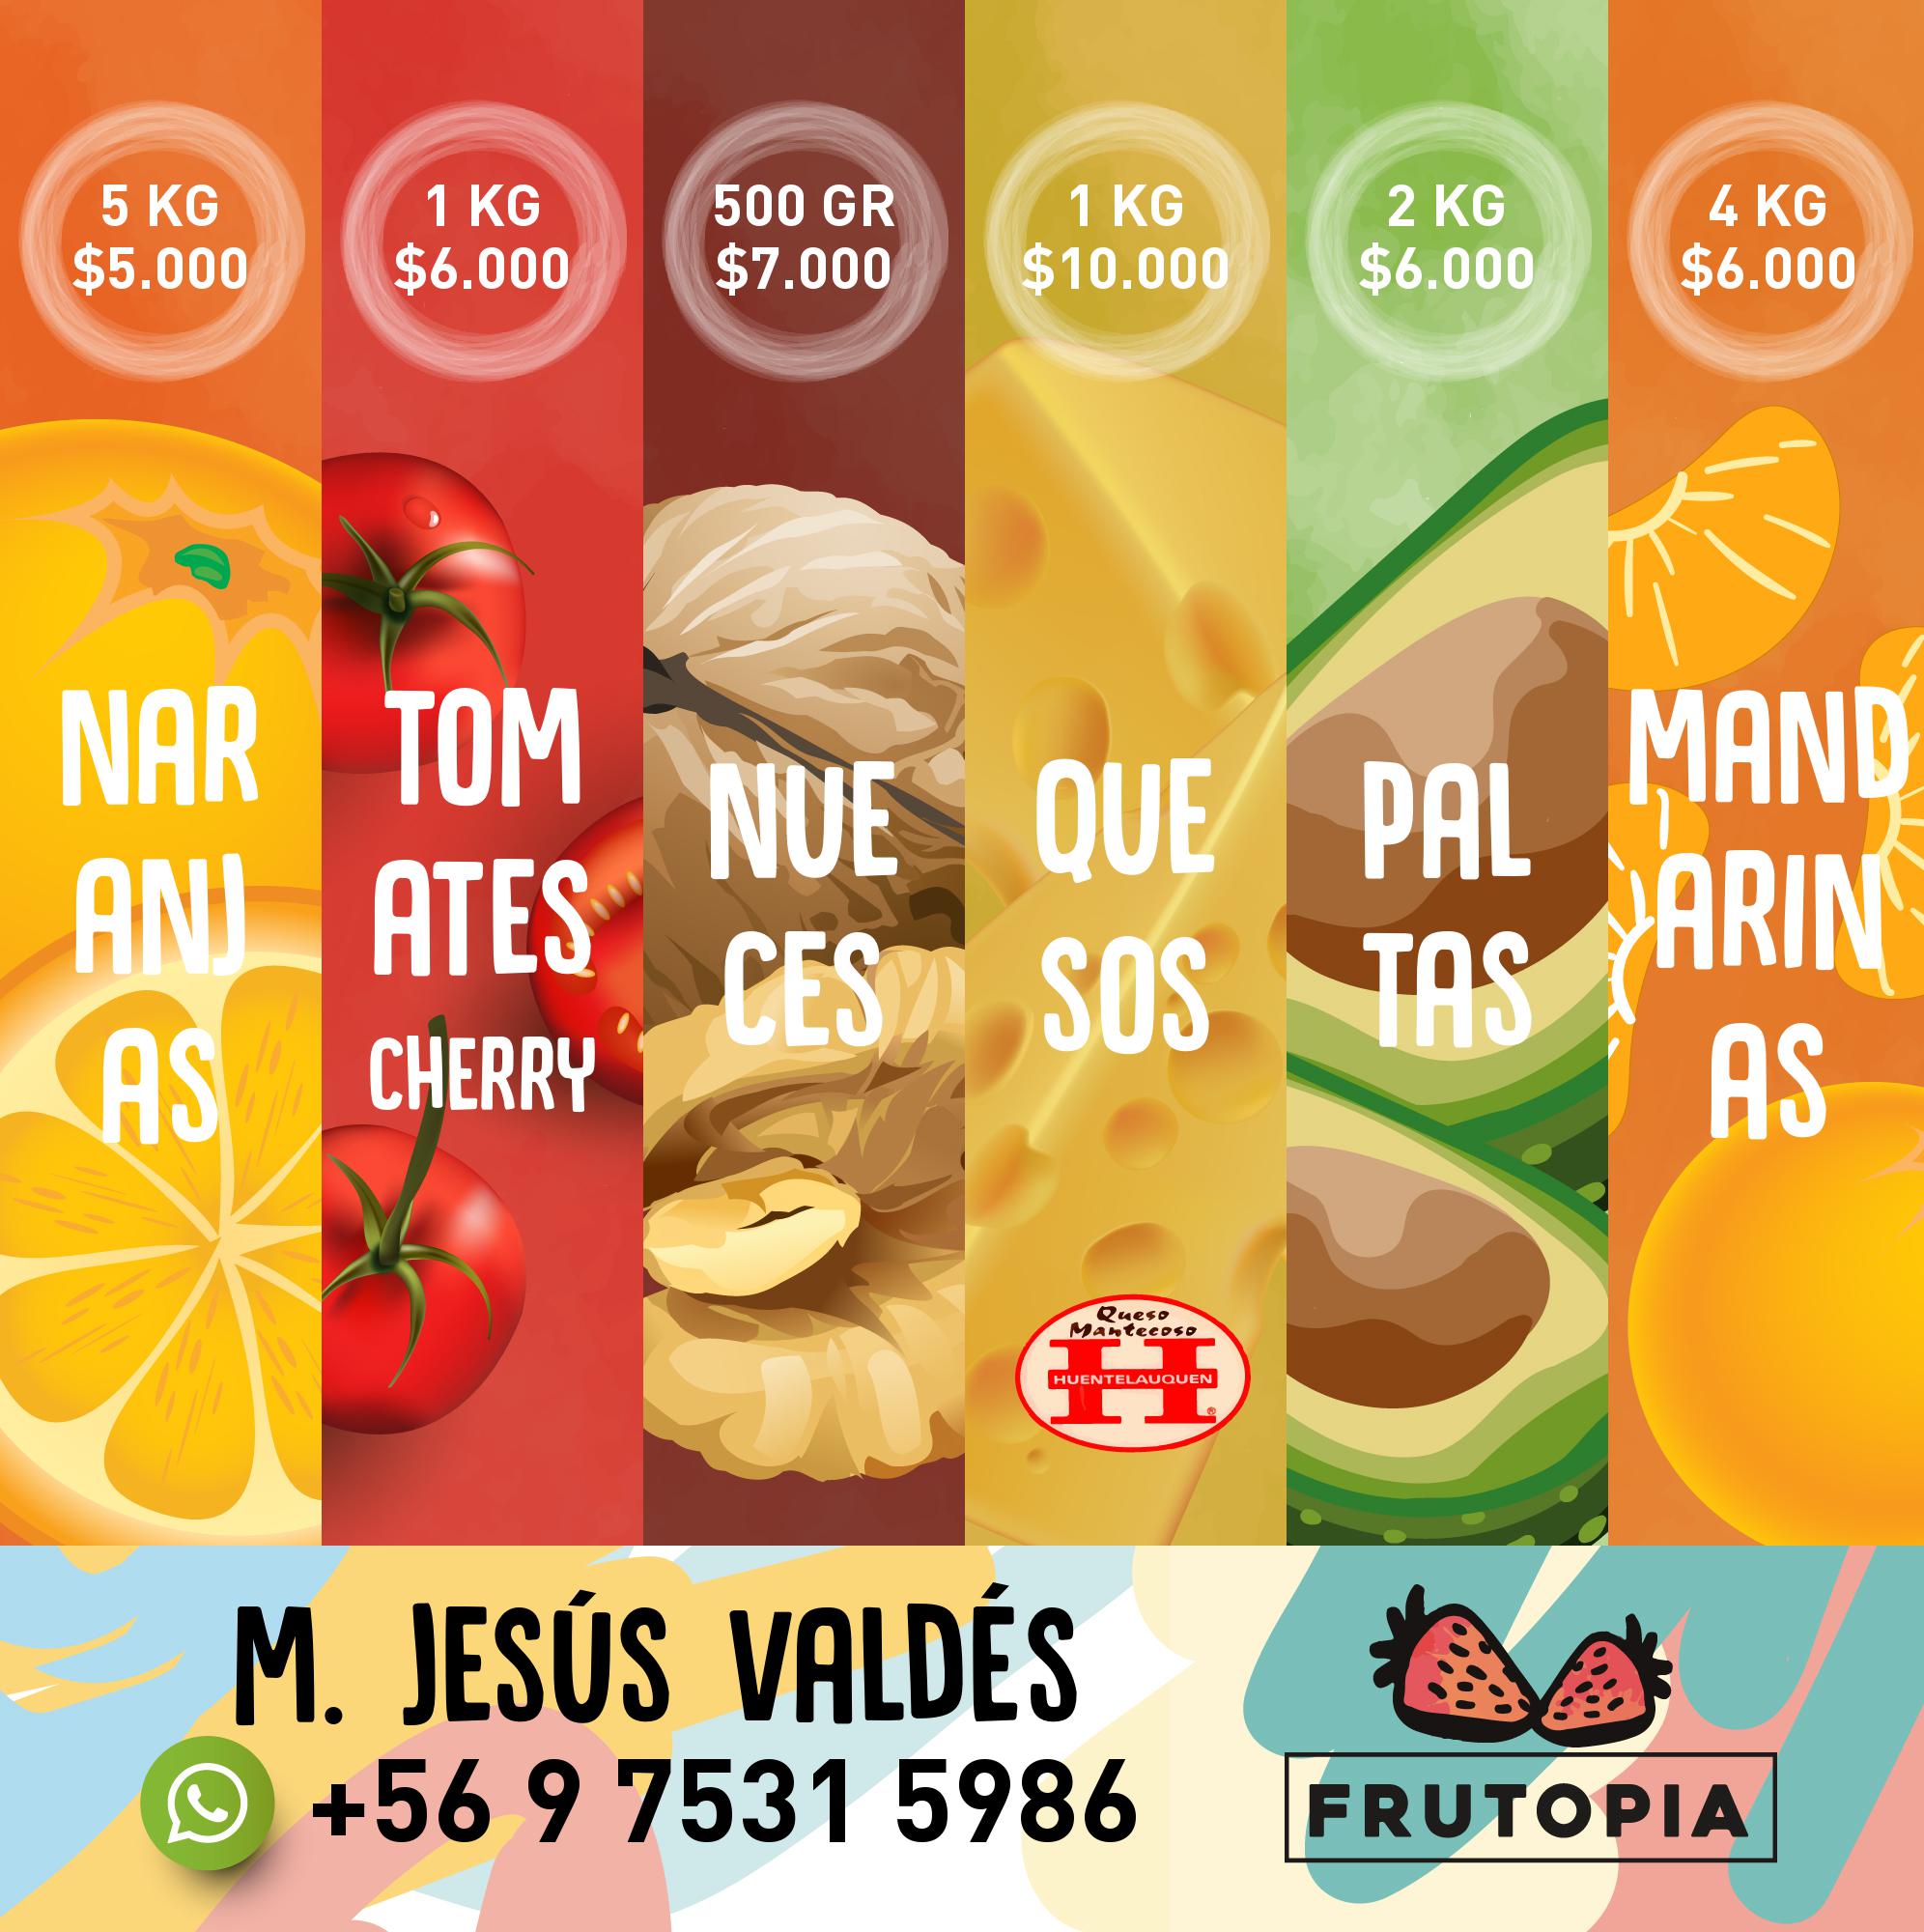 5 KG
$5.000
NAR
ANJ
AS
1 KG
$6.000
TOM
ATES
CHERRY
500 GR
$7.000
NUE
CES
1 KG
$10.000
QUE
SOS
Queso
Mantecoso
H
HUENTELAUQUEN
®
2 KG
$6.000
PAL
TAS
4 KG
$6.000
MAND
ARIN
AS
M. JESÚS VALDÉS
+56 9 7531 5986
FRUTOPIA